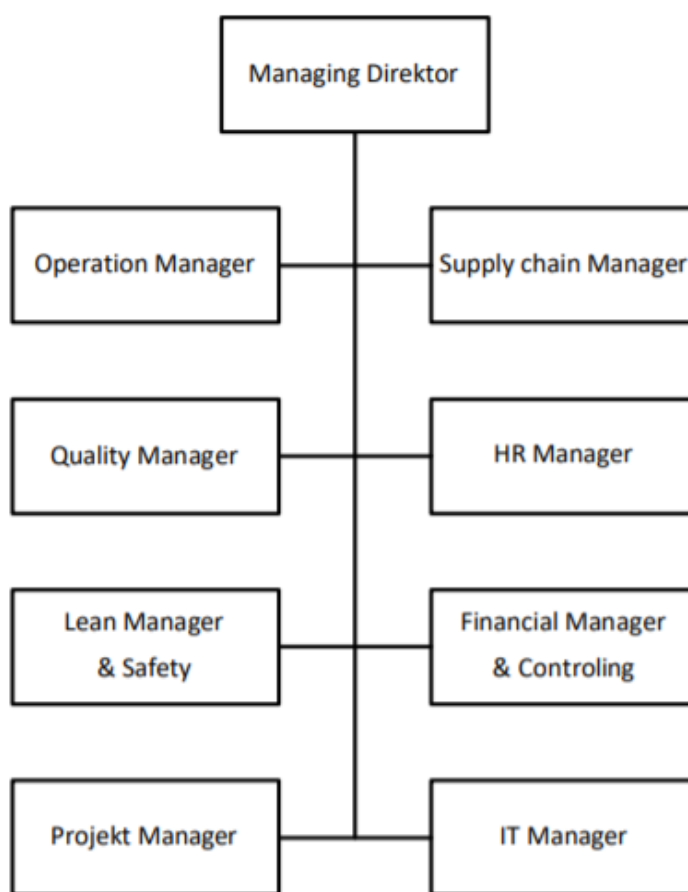 Managing Direktor
Operation Manager
Supply chain Manager
Quality Manager
HR Manager
Lean Manager
& Safety
Financial Manager
& Controling
Projekt Manager
IT Manager